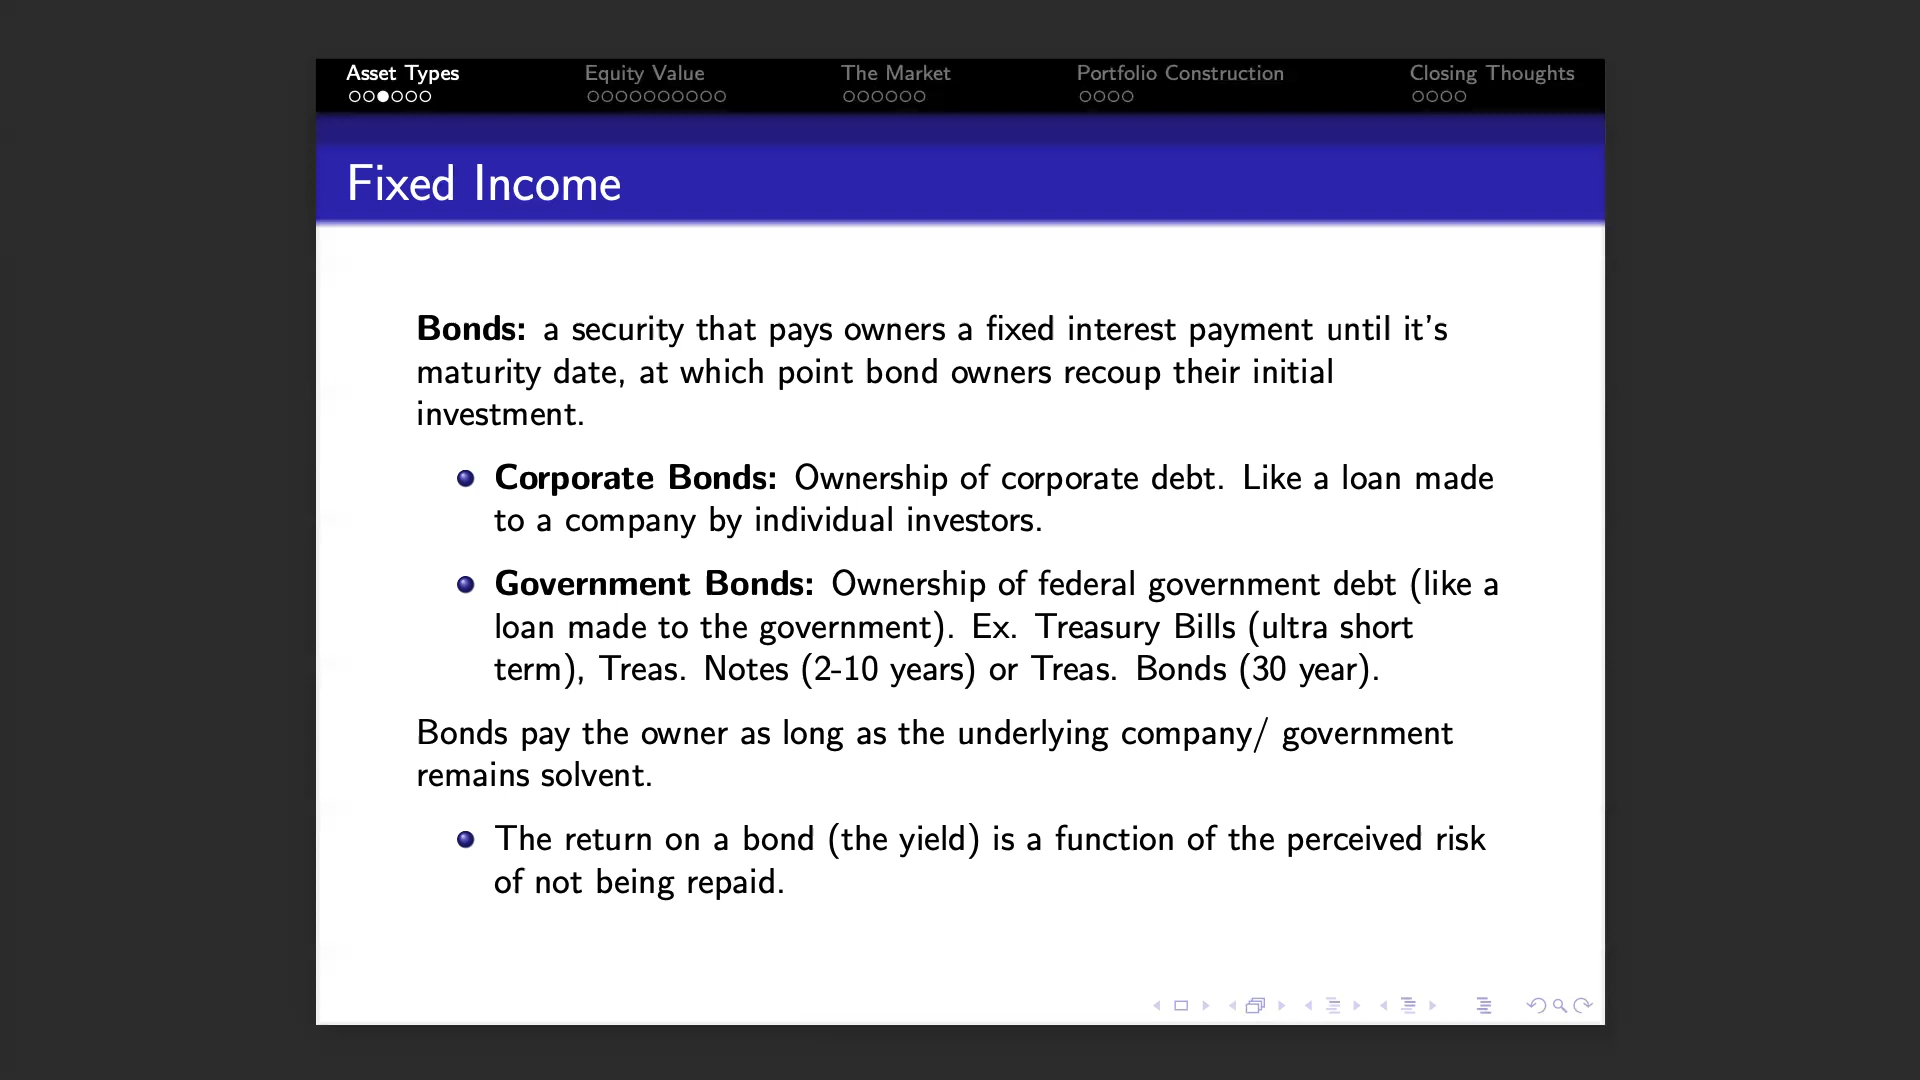 Asset Types Equity Value The Market Portfolio Construction Closing Thoughts
Fixed Income
Bonds: a security that pays owners a fixed interest payment until it's
maturity date, at which point bond owners recoup their initial
investment.
Corporate Bonds: Ownership of corporate debt. Like a loan made
to a company by individual investors.
Government Bonds: Ownership of federal government debt (like a
loan made to the government). Ex. Treasury Bills (ultra short
term), Treas. Notes (2-10 years) or Treas. Bonds (30 year).
Bonds pay the owner as long as the underlying company/ government
remains solvent.
The return on a bond (the yield) is a function of the perceived risk
of not being repaid.